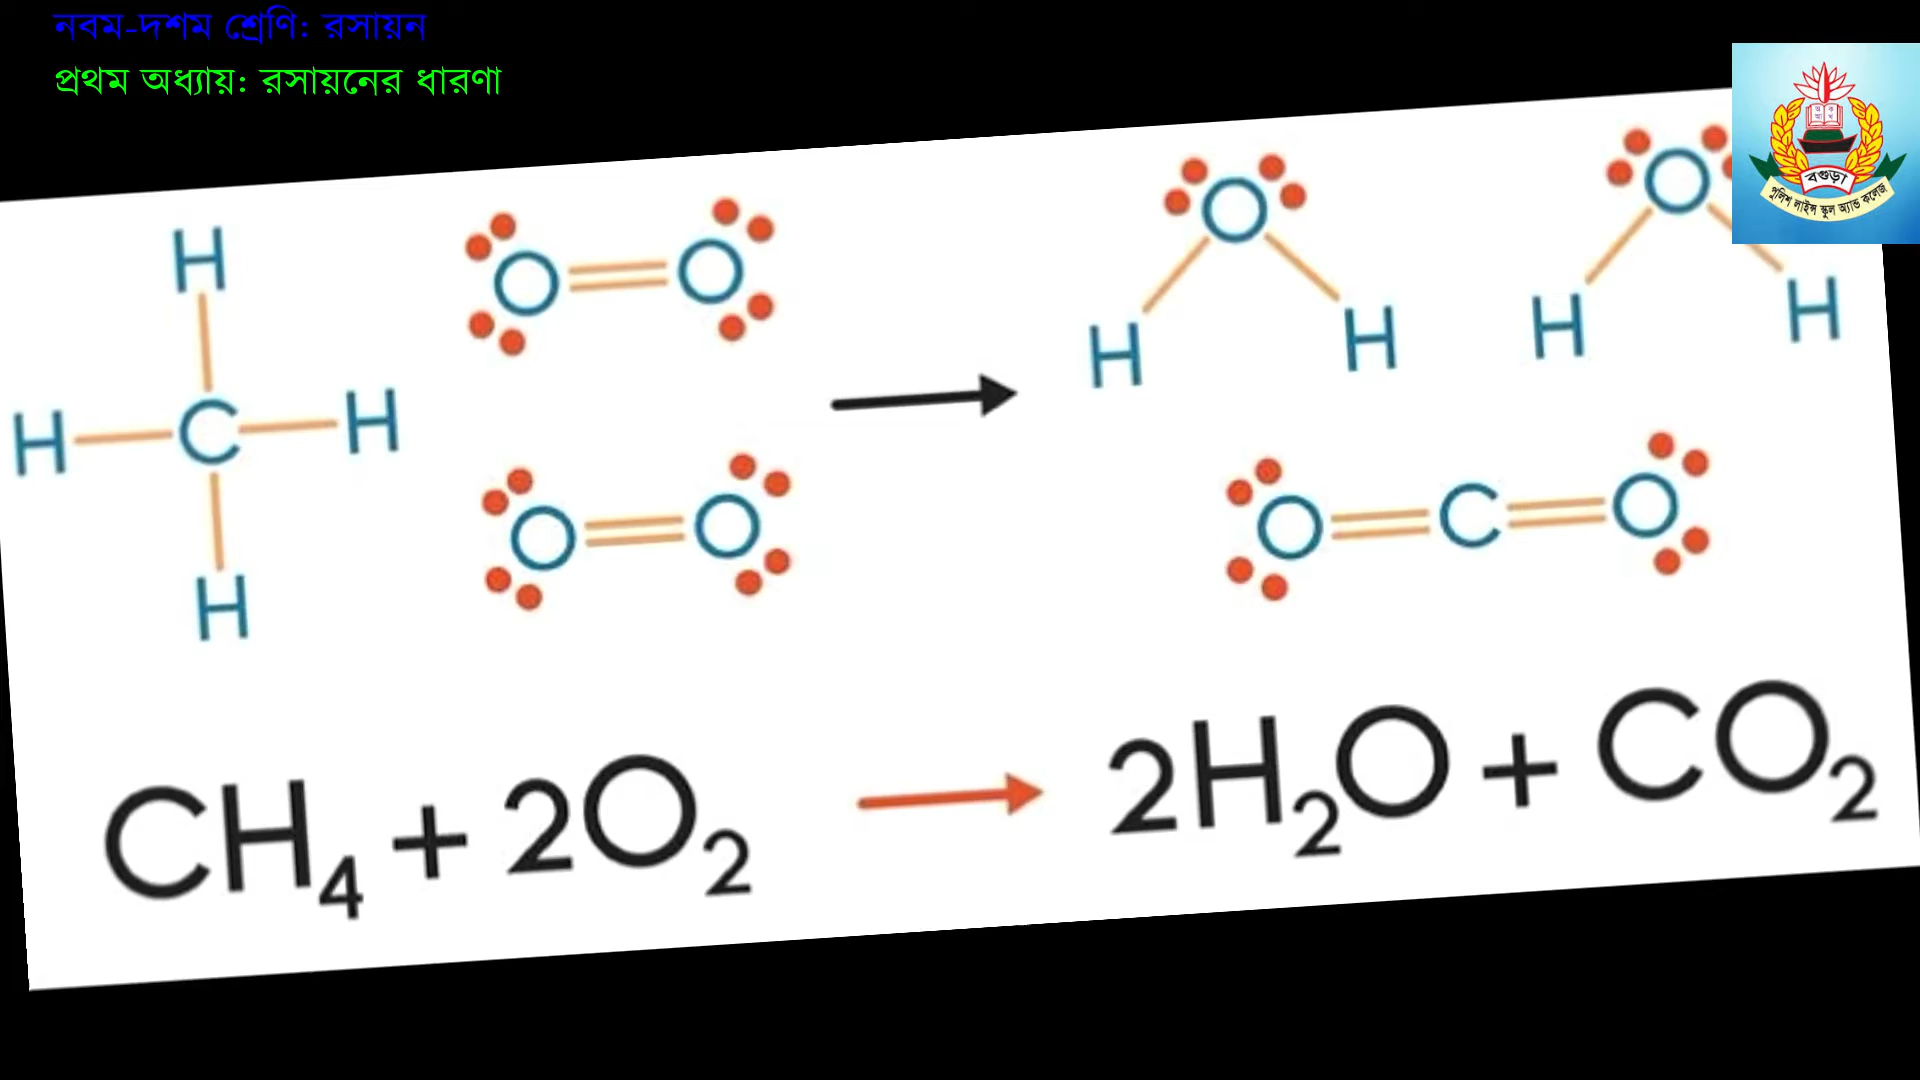 নবম-দশম শ্রেণি: রসায়ন
প্রথম অধ্যায়: রসায়নের ধারণা
বগুড়া
পুলিশ লাইন্স স্কুল অ্যান্ড কলেজ
H
H C H
H
O O
O O
O
H H
O
H H
O C O
CH₄ + 2O₂ → 2H₂O + CO₂